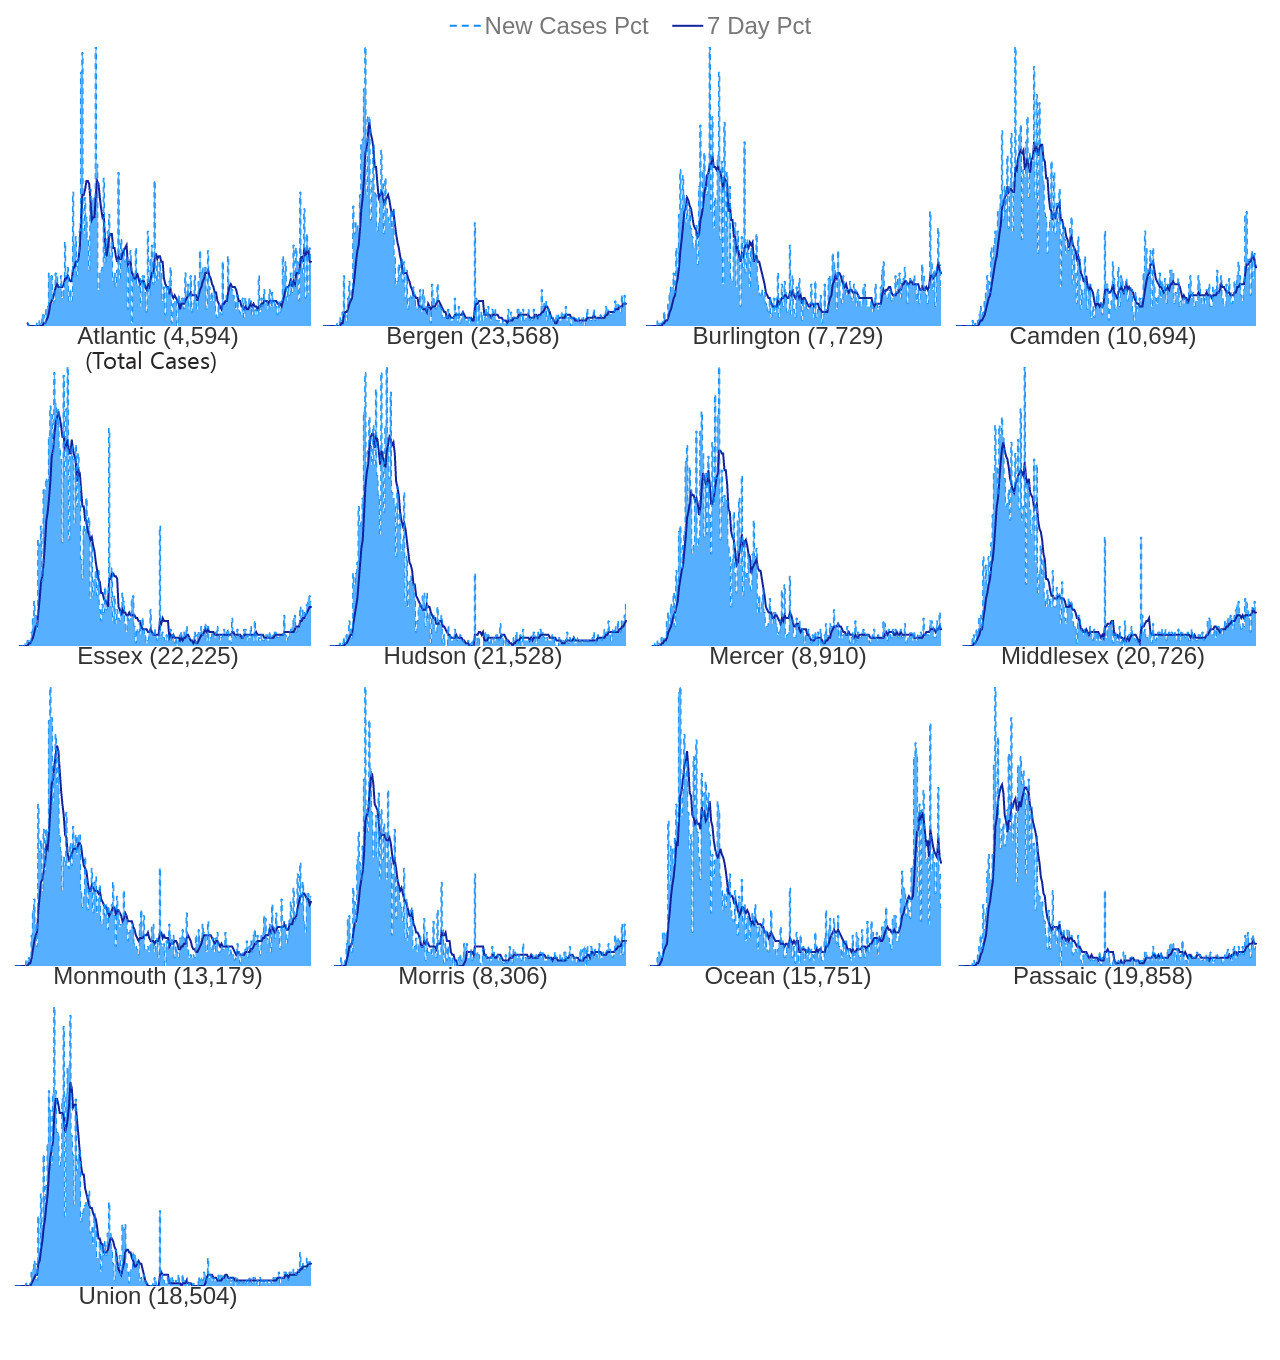 New Cases Pct 7 Day Pct
Atlantic (4,594) Bergen (23,568) Burlington (7,729) Camden (10,694)
(Total Cases)
Essex (22,225) Hudson (21,528) Mercer (8,910) Middlesex (20,726)
Monmouth (13,179) Morris (8,306) Ocean (15,751) Passaic (19,858)
Union (18,504)